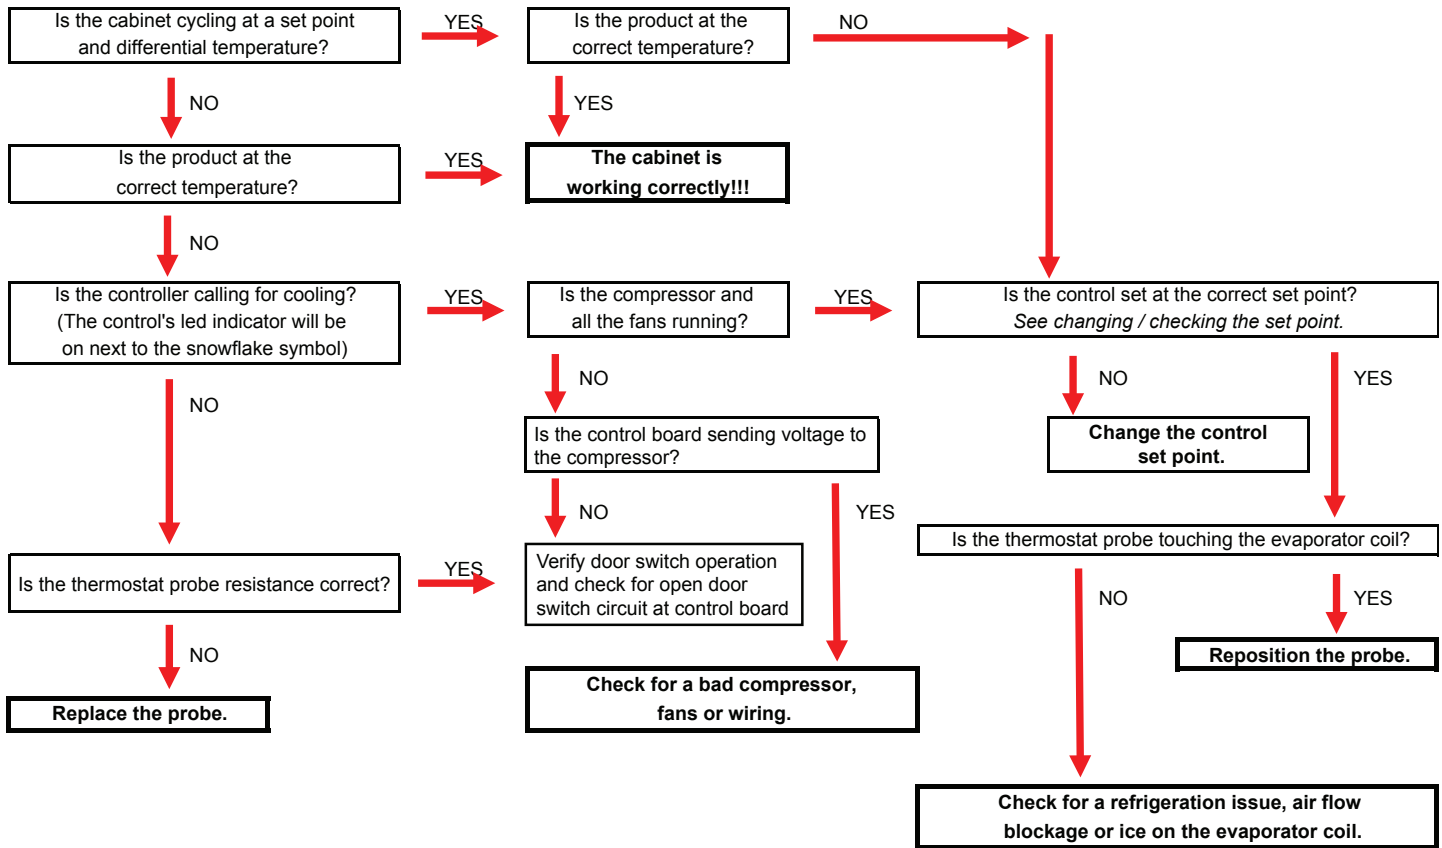 Is the cabinet cycling at a set point
and differential temperature?
YES
Is the product at the
correct temperature?
NO
NO
YES
Is the product at the
correct temperature?
YES
The cabinet is
working correctly!!!
NO
Is the controller calling for cooling?
(The control's led indicator will be
on next to the snowflake symbol)
YES
Is the compressor and
all the fans running?
YES
Is the control set at the correct set point?
See changing / checking the set point.
NO
NO
NO
YES
Is the control board sending voltage to
the compressor?
Change the control
set point.
NO
YES
Is the thermostat probe touching the evaporator coil?
Is the thermostat probe resistance correct?
YES
Verify door switch operation
and check for open door
switch circuit at control board
NO
YES
NO
Reposition the probe.
Replace the probe.
Check for a bad compressor,
fans or wiring.
Check for a refrigeration issue, air flow
blockage or ice on the evaporator coil.